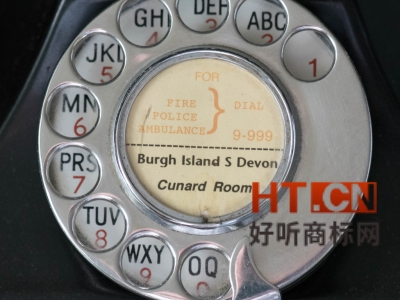 GH
4
DEF
3
ABC
2
1
JKL
5
MN
6
PRS
7
TUV
8
WXY
9
OQ
FOR
FIRE
POLICE } DIAL
AMBULANCE 9-999
Burgh Island S Devon
Cunard Room
HT.CN
好听商标网